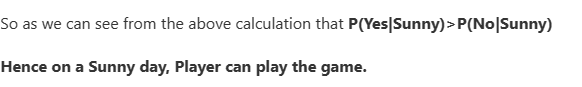 So as we can see from the above calculation that P(Yes|Sunny)>P(No|Sunny)
Hence on a Sunny day, Player can play the game.